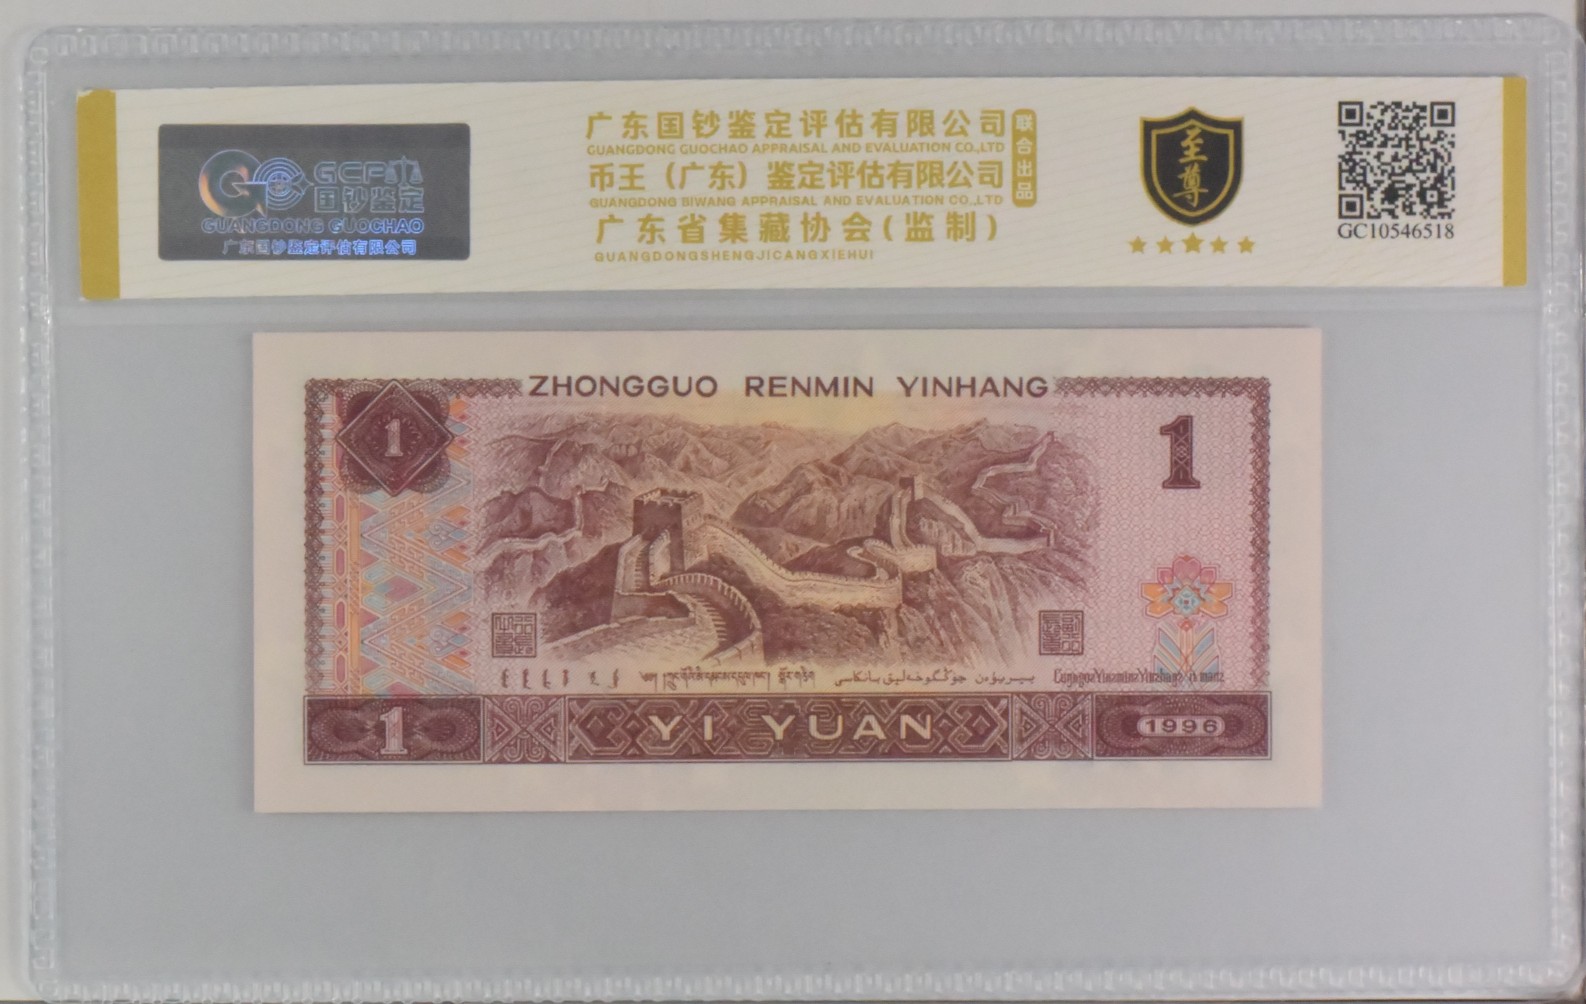 GCPA
国钞鉴定
GUANGDONG GUOCHAO
广东国钞鉴定评估有限公司
广东国钞鉴定评估有限公司
GUANGDONG GUOCHAO APPRAISAL AND EVALUATION CO.,LTD
币王（广东）鉴定评估有限公司
GUANGDONG BIWANG APPRAISAL AND EVALUATION CO.,LTD
联合出品
广东省集藏协会(监制)
GUANGDONGSHENGJICANGXIEHUI
至尊
GC10546518
ZHONGGUO RENMIN YINHANG
1
1
1
YI YUAN
1996